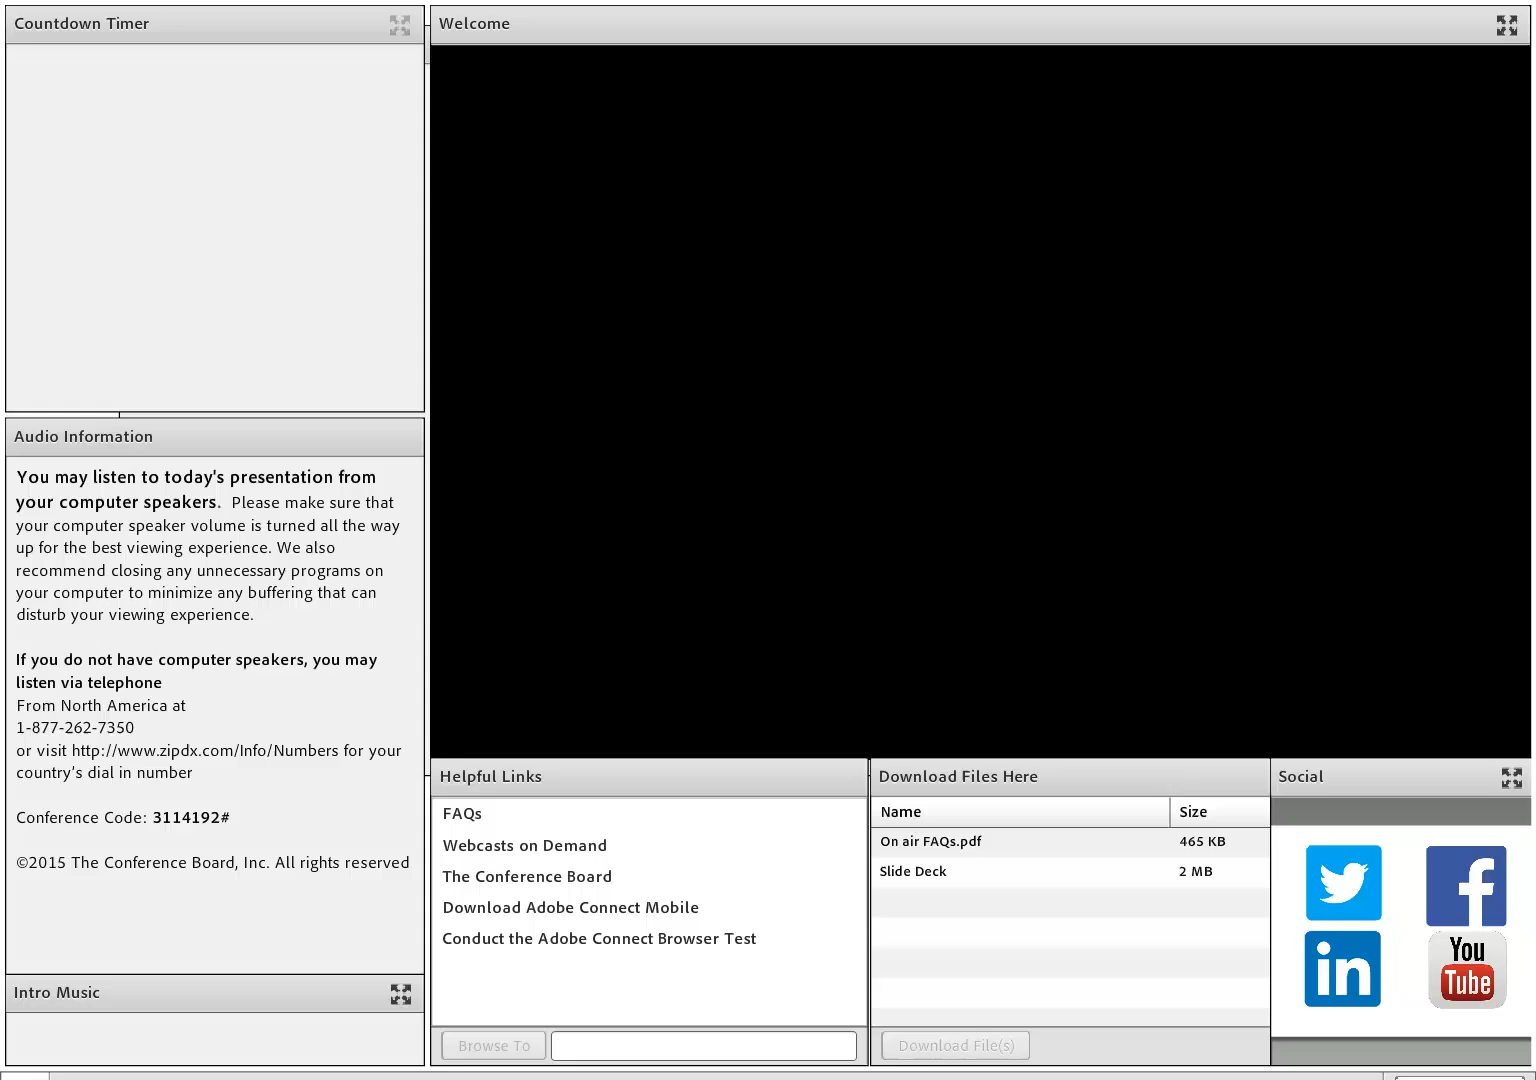 Countdown Timer
Welcome
Audio Information
You may listen to today's presentation from
your computer speakers.  Please make sure that
your computer speaker volume is turned all the way
up for the best viewing experience. We also
recommend closing any unnecessary programs on
your computer to minimize any buffering that can
disturb your viewing experience.
If you do not have computer speakers, you may
listen via telephone
From North America at
1-877-262-7350
or visit http://www.zipdx.com/Info/Numbers for your
country's dial in number
Conference Code: 3114192#
©2015 The Conference Board, Inc. All rights reserved
Intro Music
Helpful Links
FAQs
Webcasts on Demand
The Conference Board
Download Adobe Connect Mobile
Conduct the Adobe Connect Browser Test
Browse To
Download Files Here
Name Size
On air FAQs.pdf 465 KB
Slide Deck 2 MB
Download File(s)
Social
in
You
Tube